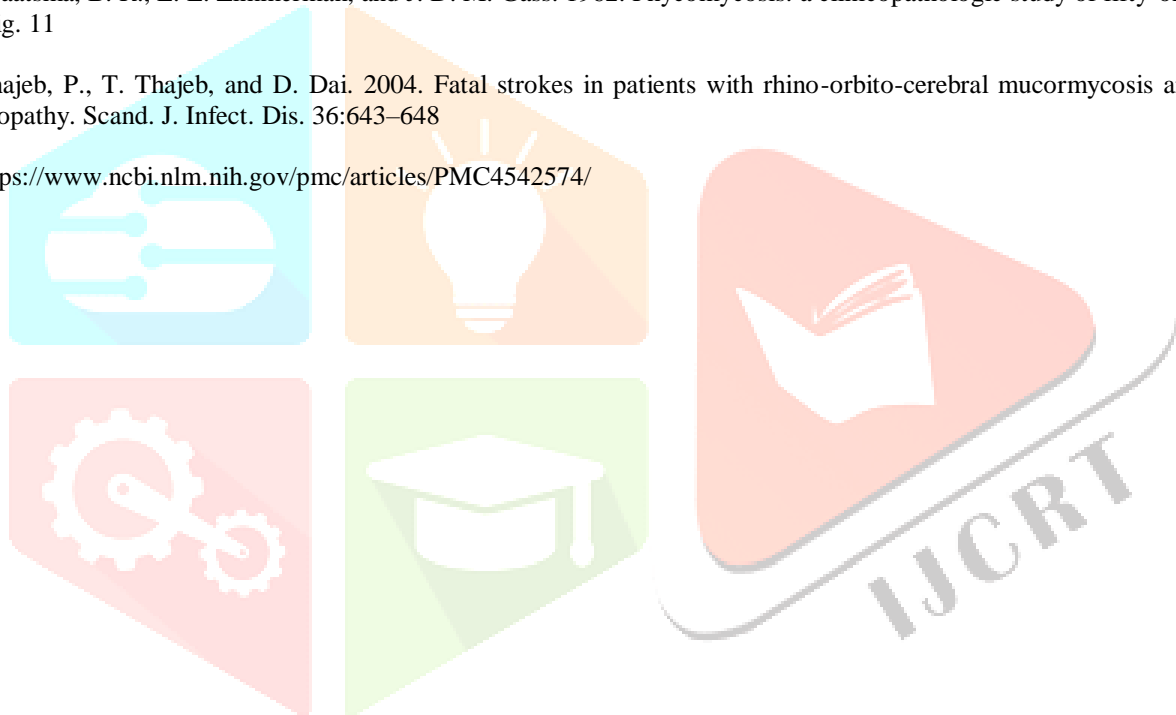 B. R., L. E. Zimmerman, and J. D. M. Gass. 1962. Phycomycosis: a clinicopathologic study of fifty-
g. 11
ajeb, P., T. Thajeb, and D. Dai. 2004. Fatal strokes in patients with rhino-orbito-cerebral mucormycosis a
opathy. Scand. J. Infect. Dis. 36:643–648
ps://www.ncbi.nlm.nih.gov/pmc/articles/PMC4542574/
IJCRT